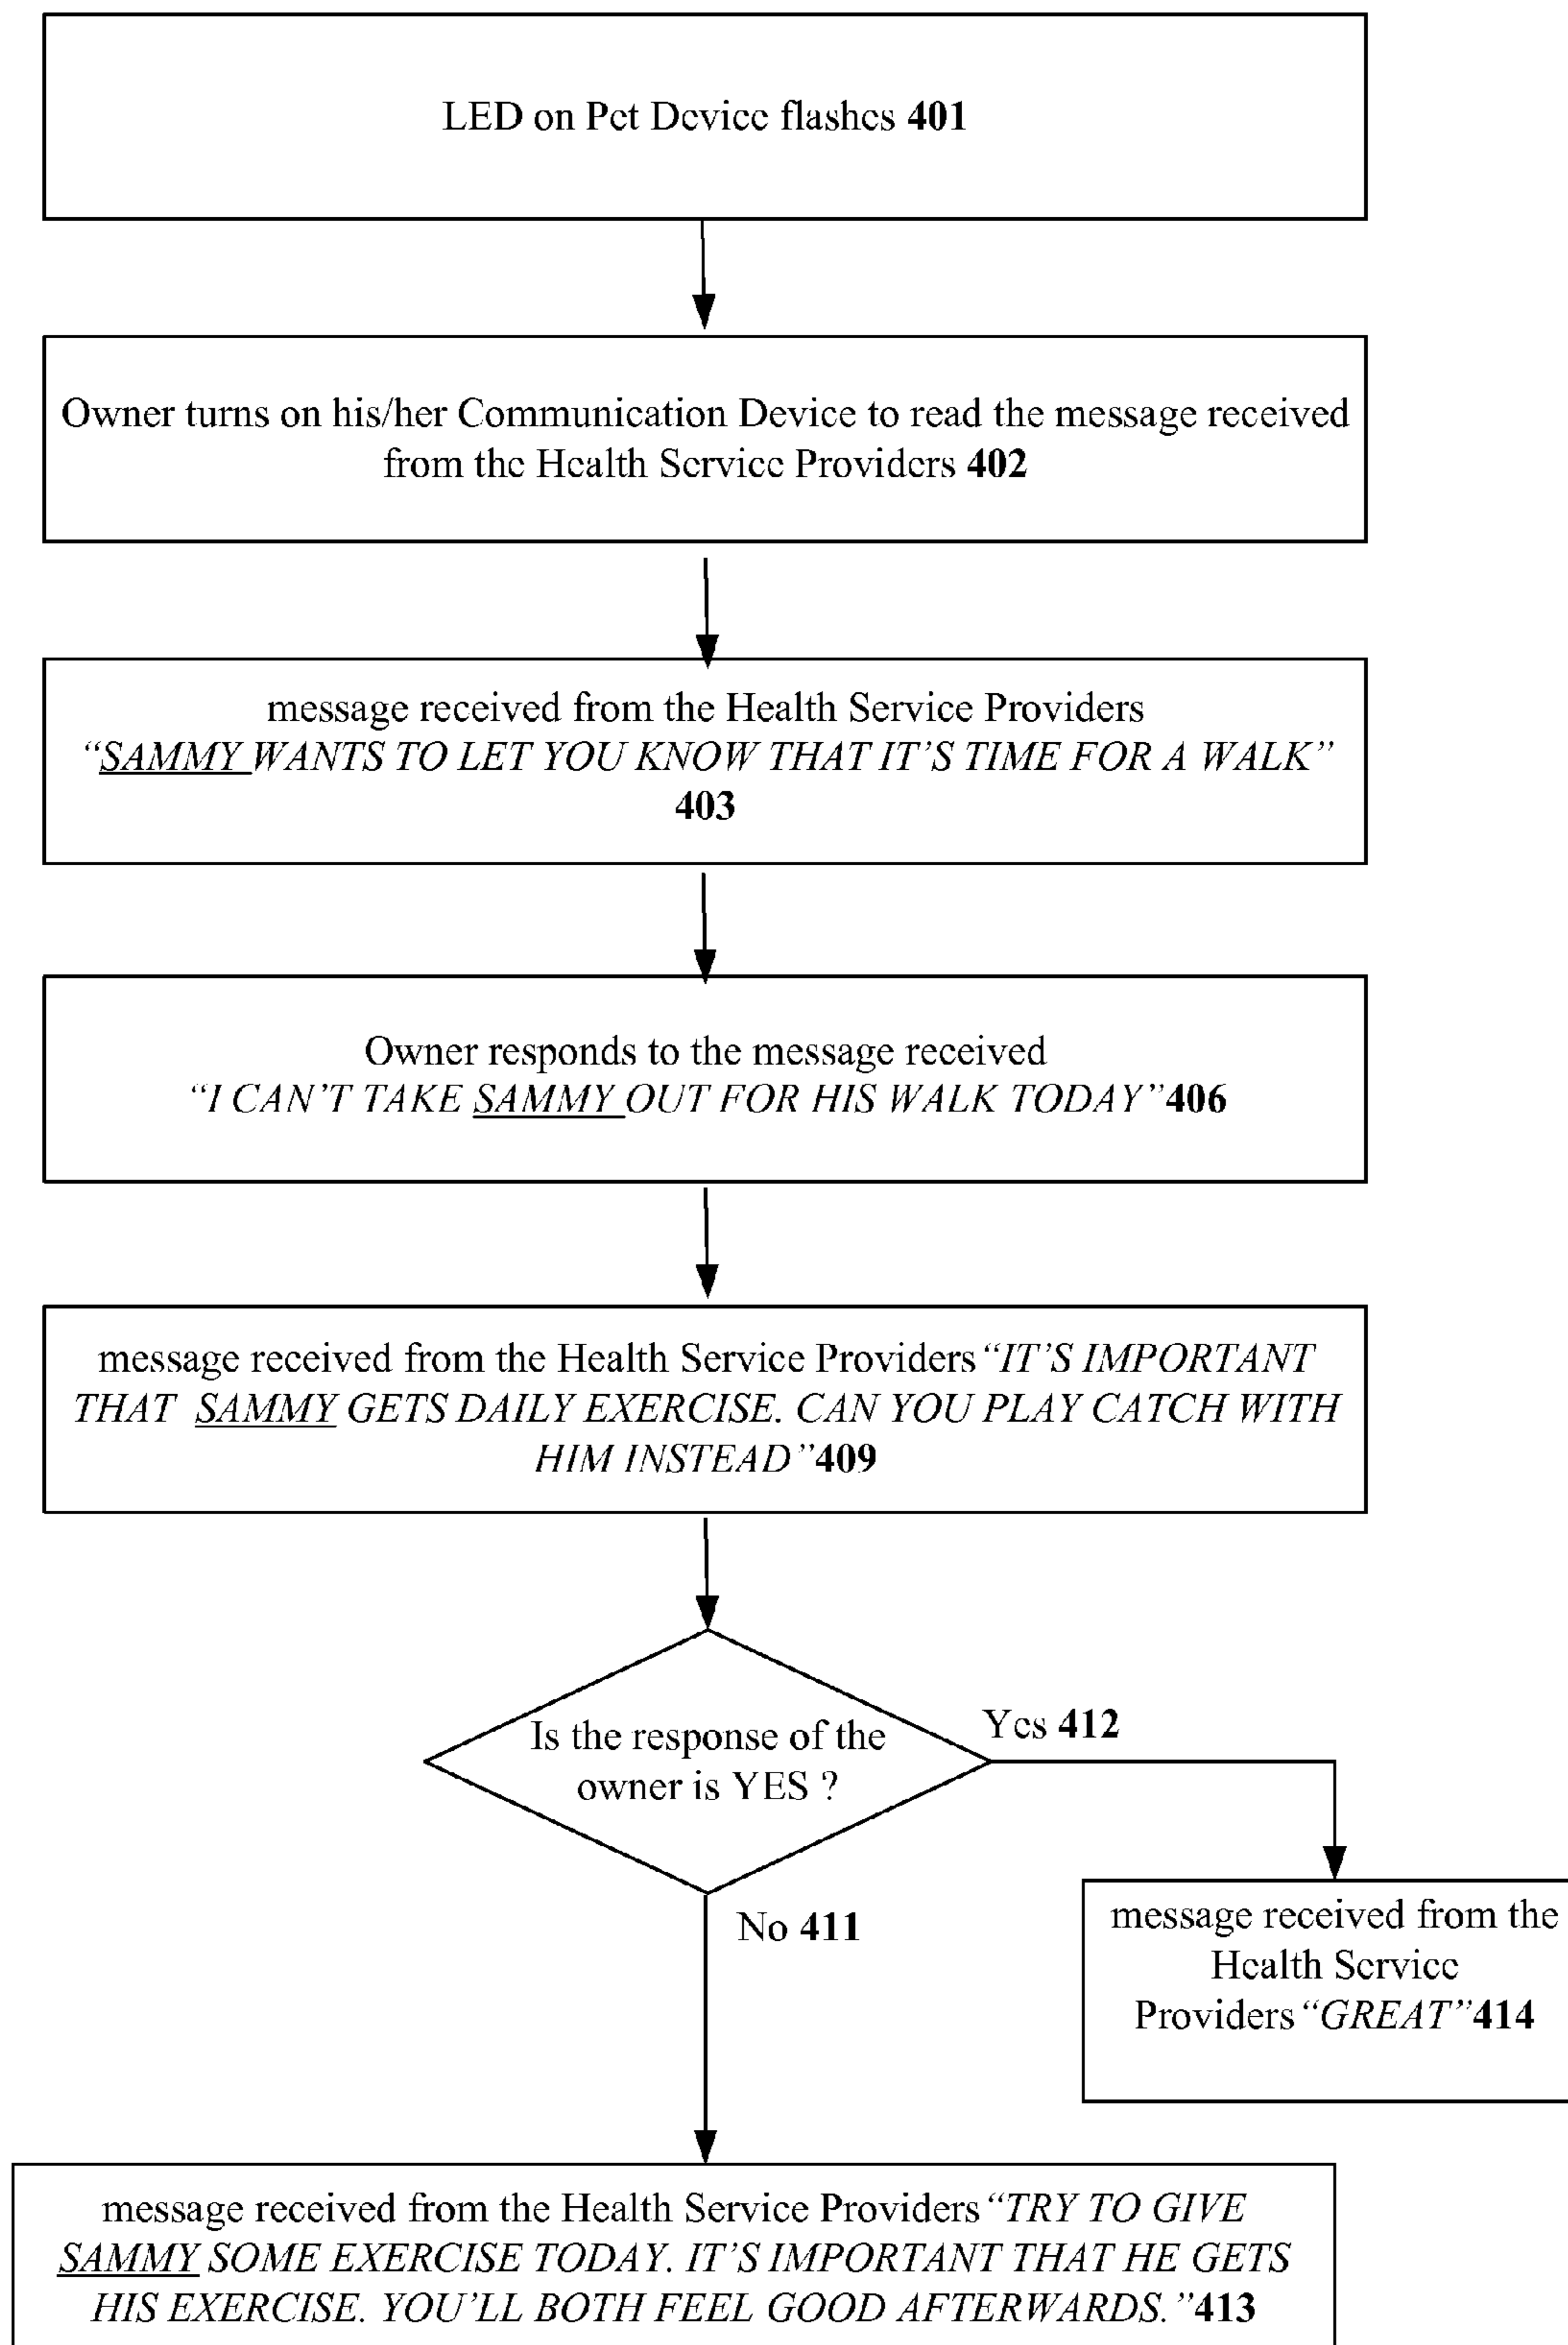 LED on Pet Device flashes 401
Owner turns on his/her Communication Device to read the message received
from the Health Service Providers 402
message received from the Health Service Providers
“SAMMY WANTS TO LET YOU KNOW THAT IT’S TIME FOR A WALK”
403
Owner responds to the message received
“I CAN’T TAKE SAMMY OUT FOR HIS WALK TODAY”406
message received from the Health Service Providers“IT’S IMPORTANT
THAT SAMMY GETS DAILY EXERCISE. CAN YOU PLAY CATCH WITH
HIM INSTEAD”409
Is the response of the
owner is YES ?
Yes 412
No 411
message received from the
Health Service
Providers“GREAT”414
message received from the Health Service Providers“TRY TO GIVE
SAMMY SOME EXERCISE TODAY. IT’S IMPORTANT THAT HE GETS
HIS EXERCISE. YOU’LL BOTH FEEL GOOD AFTERWARDS.”413